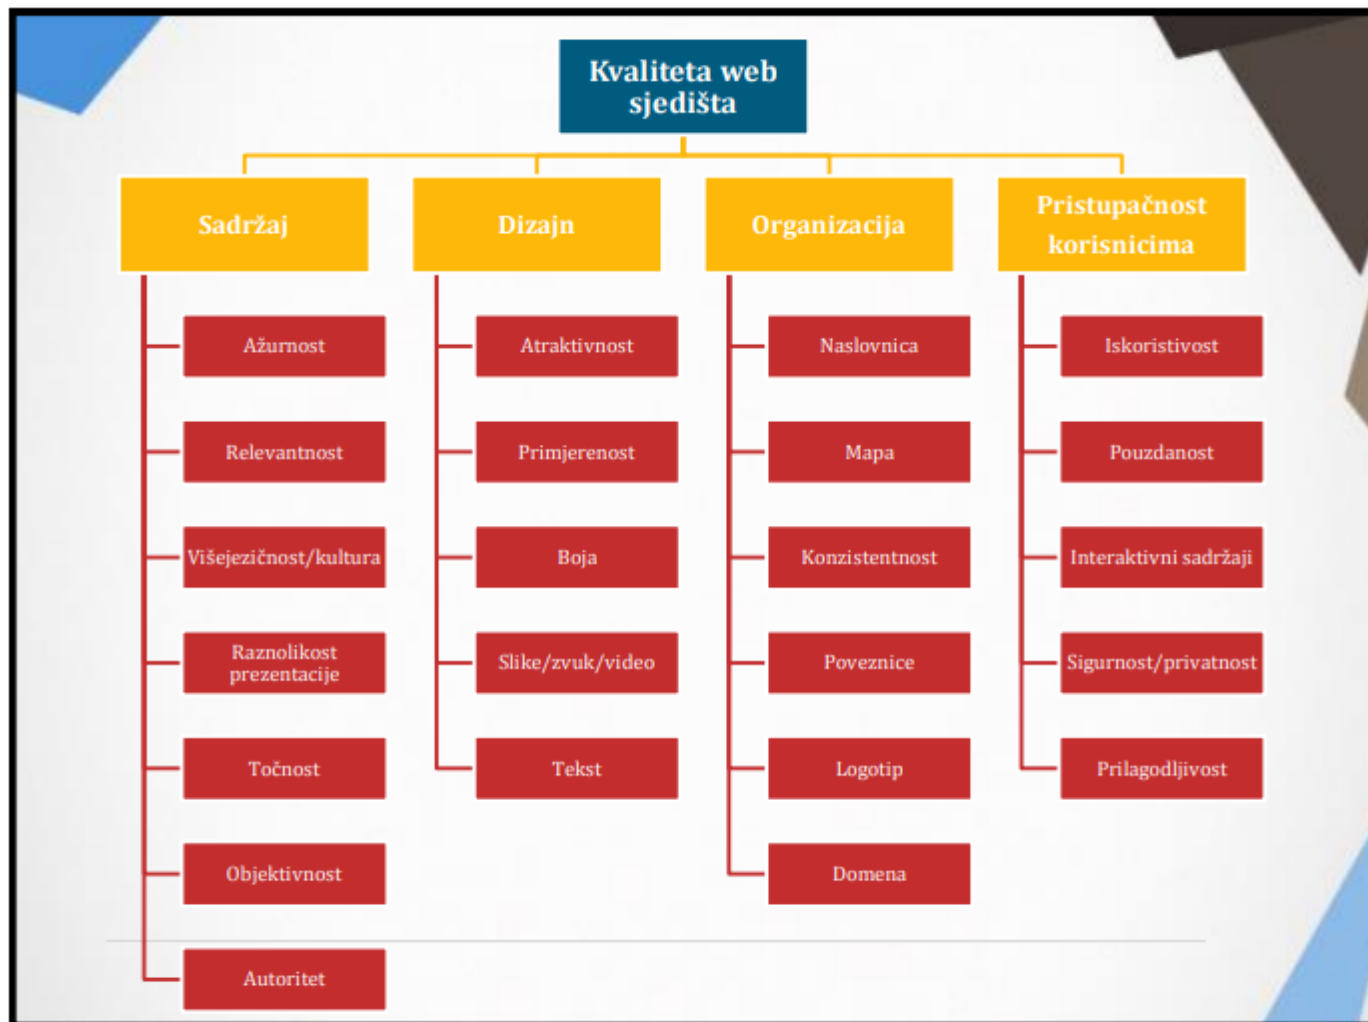 Kvaliteta web
sjedišta
Sadržaj
Ažurnost
Relevantnost
Višejezičnost/kultura
Raznolikost
prezentacije
Točnost
Objektivnost
Autoritet
Dizajn
Atraktivnost
Primjerenost
Boja
Slike/zvuk/video
Tekst
Organizacija
Naslovnica
Mapa
Konzistentnost
Poveznice
Logotip
Domena
Pristupačnost
korisnicima
Iskoristivost
Pouzdanost
Interaktivni sadržaji
Sigurnost/privatnost
Prilagodljivost